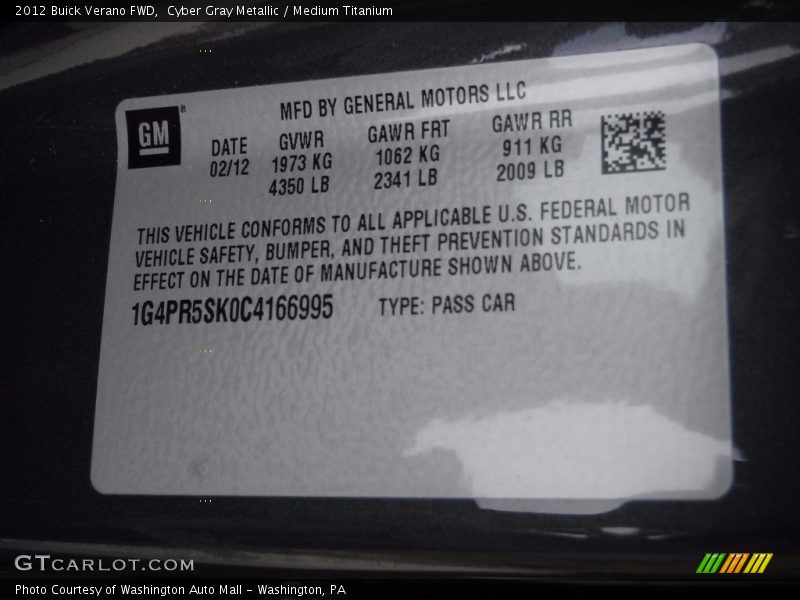 2012 Buick Verano FWD,  Cyber Gray Metallic / Medium Titanium
GM®
MFD BY GENERAL MOTORS LLC
DATE GVWR GAWR FRT GAWR RR
02/12 1973 KG 1062 KG 911 KG
4350 LB 2341 LB 2009 LB
THIS VEHICLE CONFORMS TO ALL APPLICABLE U.S. FEDERAL MOTOR
VEHICLE SAFETY, BUMPER, AND THEFT PREVENTION STANDARDS IN
EFFECT ON THE DATE OF MANUFACTURE SHOWN ABOVE.
1G4PR5SK0C4166995 TYPE: PASS CAR
GTCARLOT.COM
Photo Courtesy of Washington Auto Mall - Washington, PA